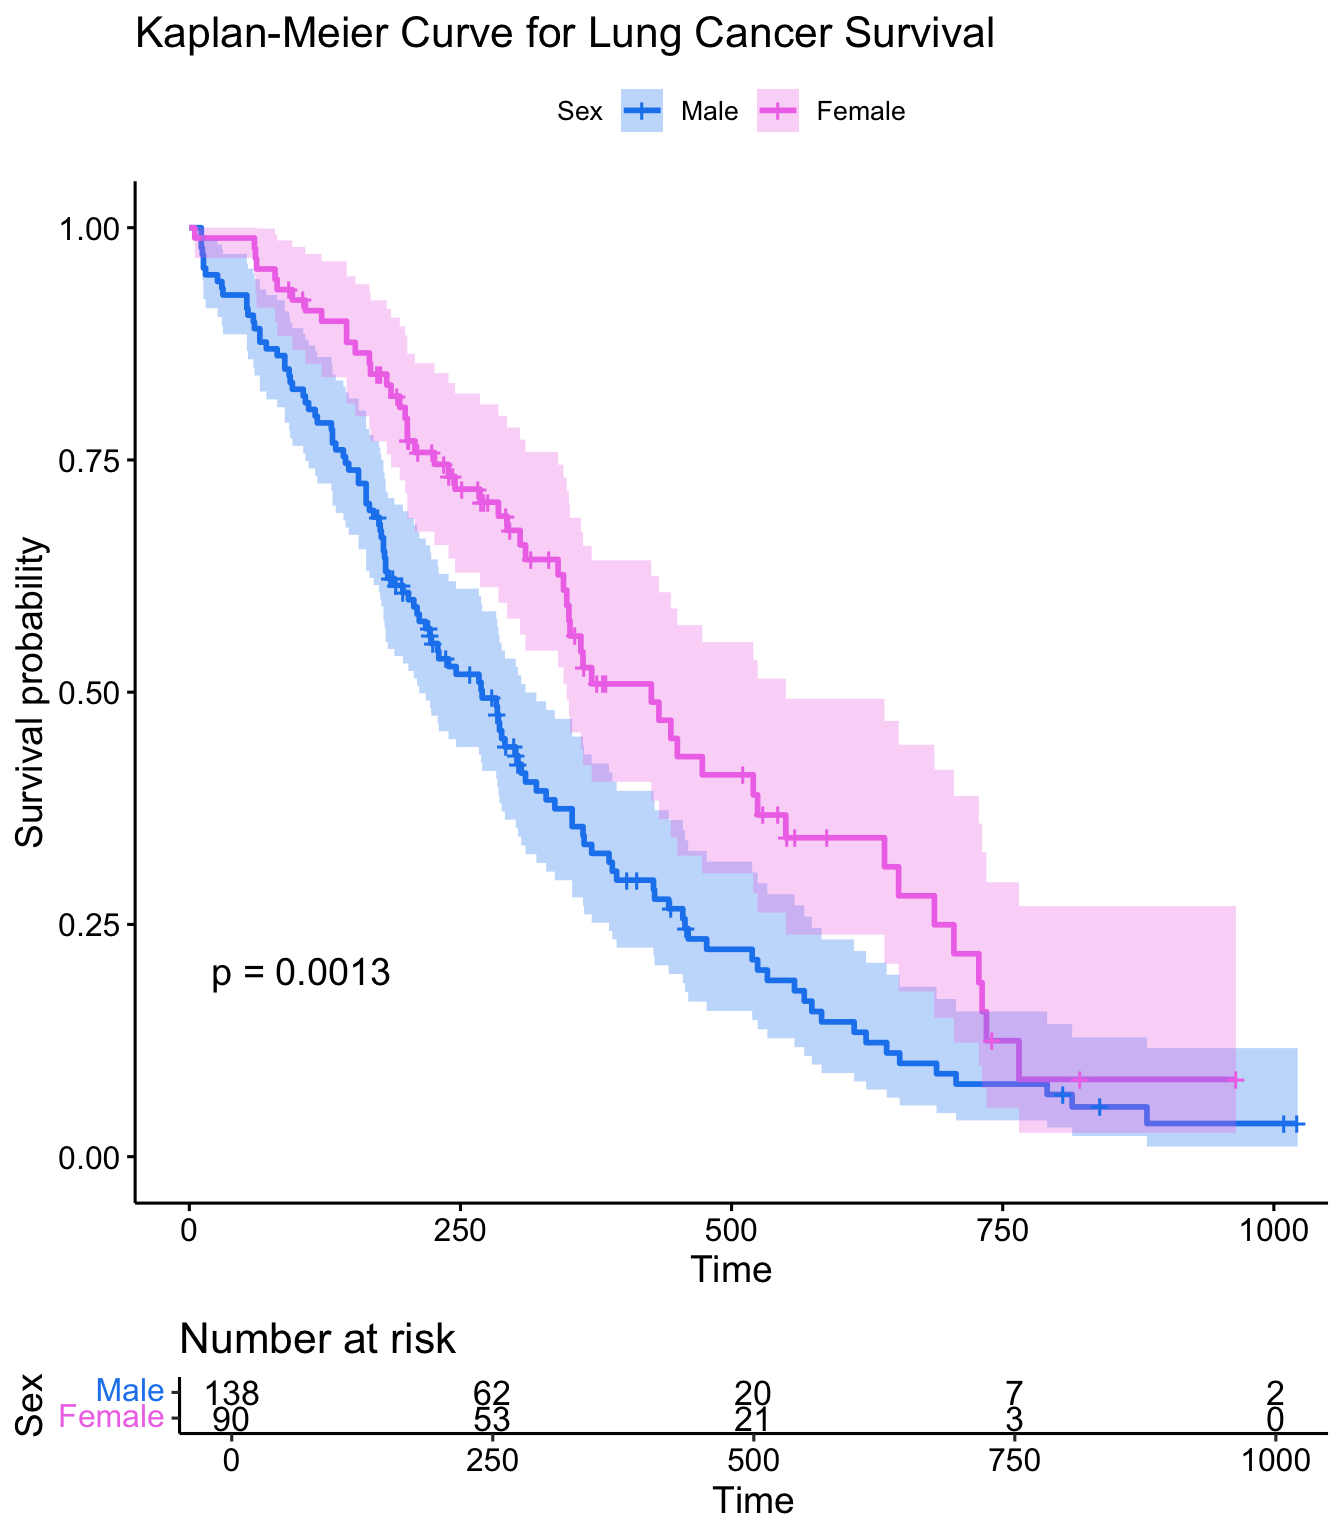 Kaplan-Meier Curve for Lung Cancer Survival
Sex Male Female
1.00
0.75
0.50
0.25
0.00
Survival probability
p = 0.0013
0 250 500 750 1000
Time
Number at risk
Sex
Male 138 62 20 7 2
Female 90 53 21 3 0
0 250 500 750 1000
Time